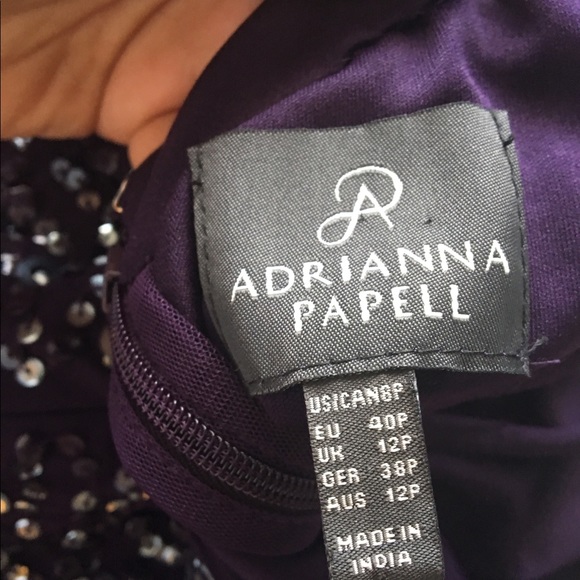 ADRIANNA
PAPELL
US|CAN8P
EU 40P
UK 12P
GER 38P
AUS 12P
MADE IN
INDIA